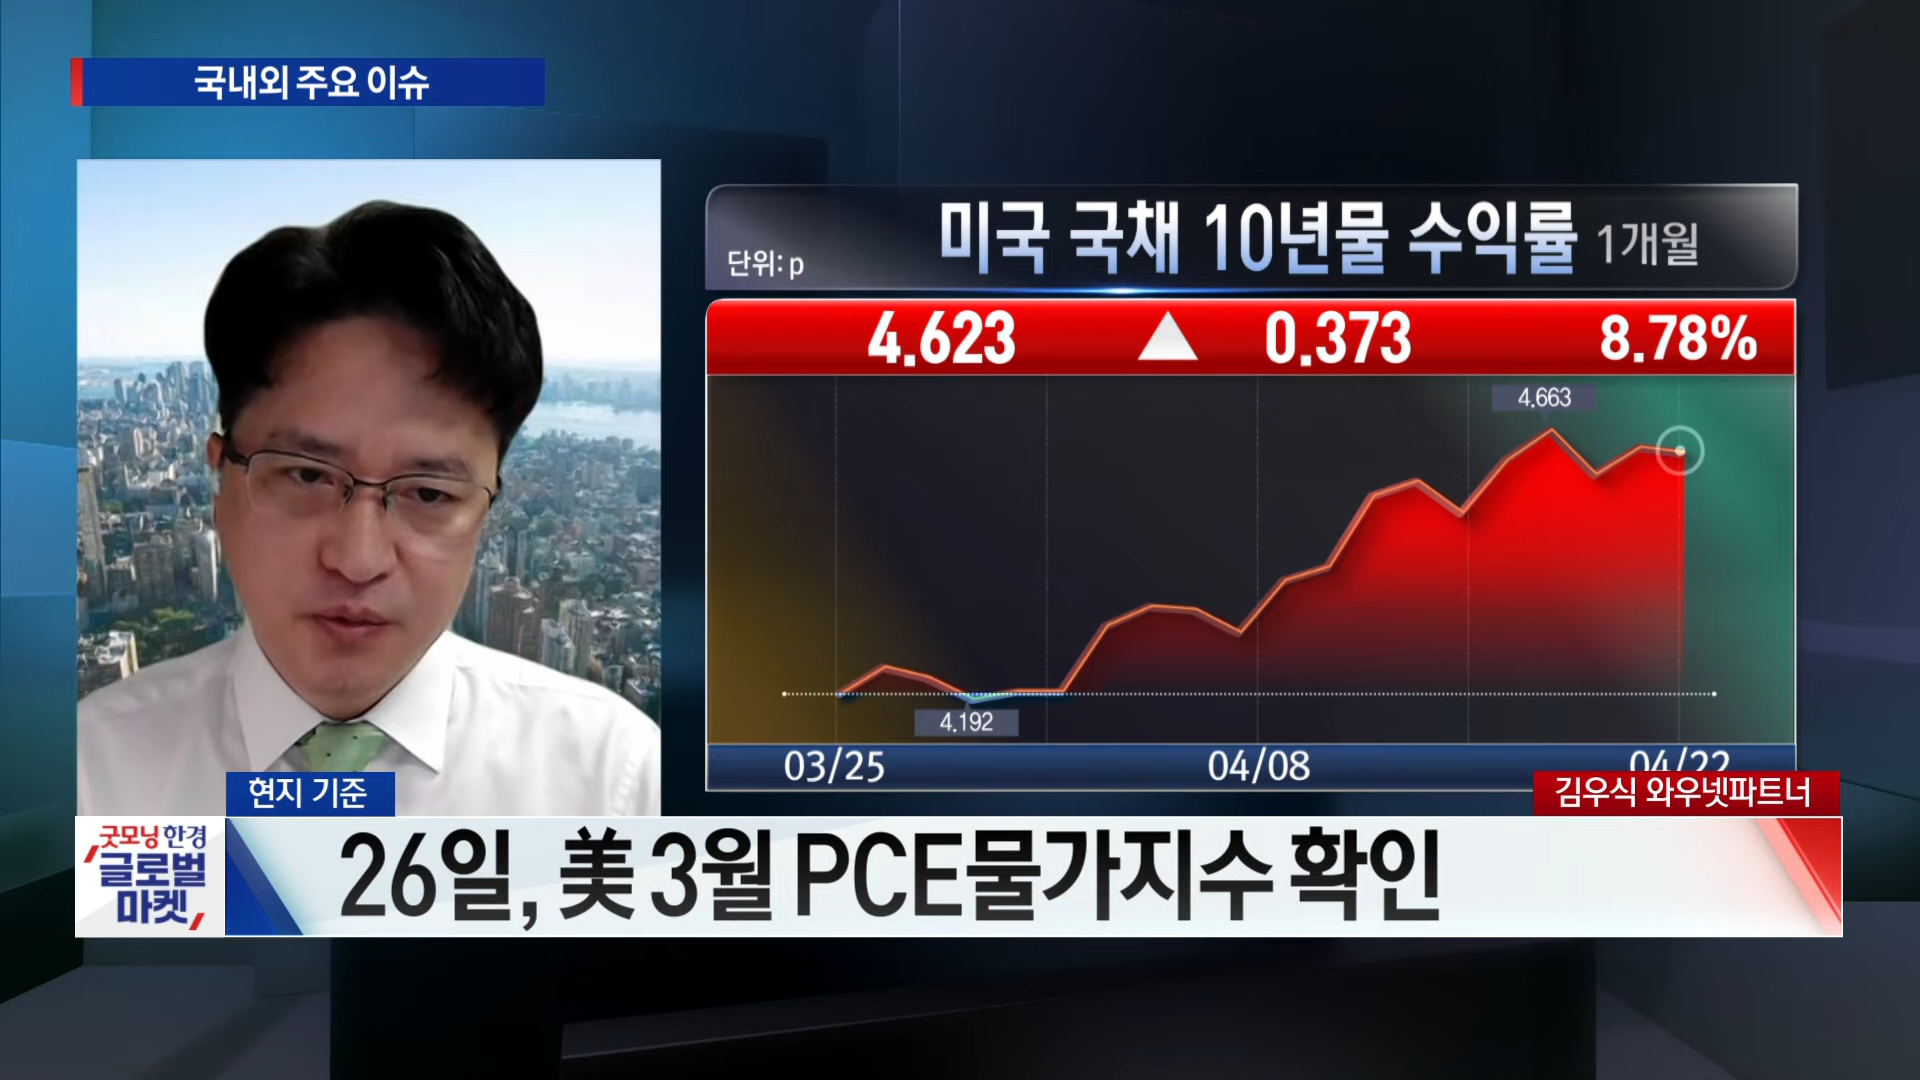 국내외 주요 이슈
단위: p
미국 국채 10년물 수익률 1개월
4.623 ▲ 0.373 8.78%
4.663
4.192
03/25 04/08 04/22
현지 기준
김우식 와우넷파트너
굿모닝 한경
글로벌
마켓
26일, 美 3월 PCE물가지수 확인